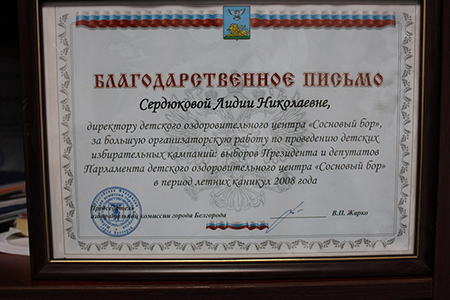 БЛАГОДАРСТВЕННОЕ ПИСЬМО
Сердюковой Лидии Николаевне,
директору детского оздоровительного центра «Сосновый бор»,
за большую организаторскую работу по проведению детских
избирательных кампаний: выборов Президента и депутатов
Парламента детского оздоровительного центра «Сосновый бор»
в период летних каникул 2008 года
Председатель
избирательной комиссии города Белгорода
В.П. Жарко